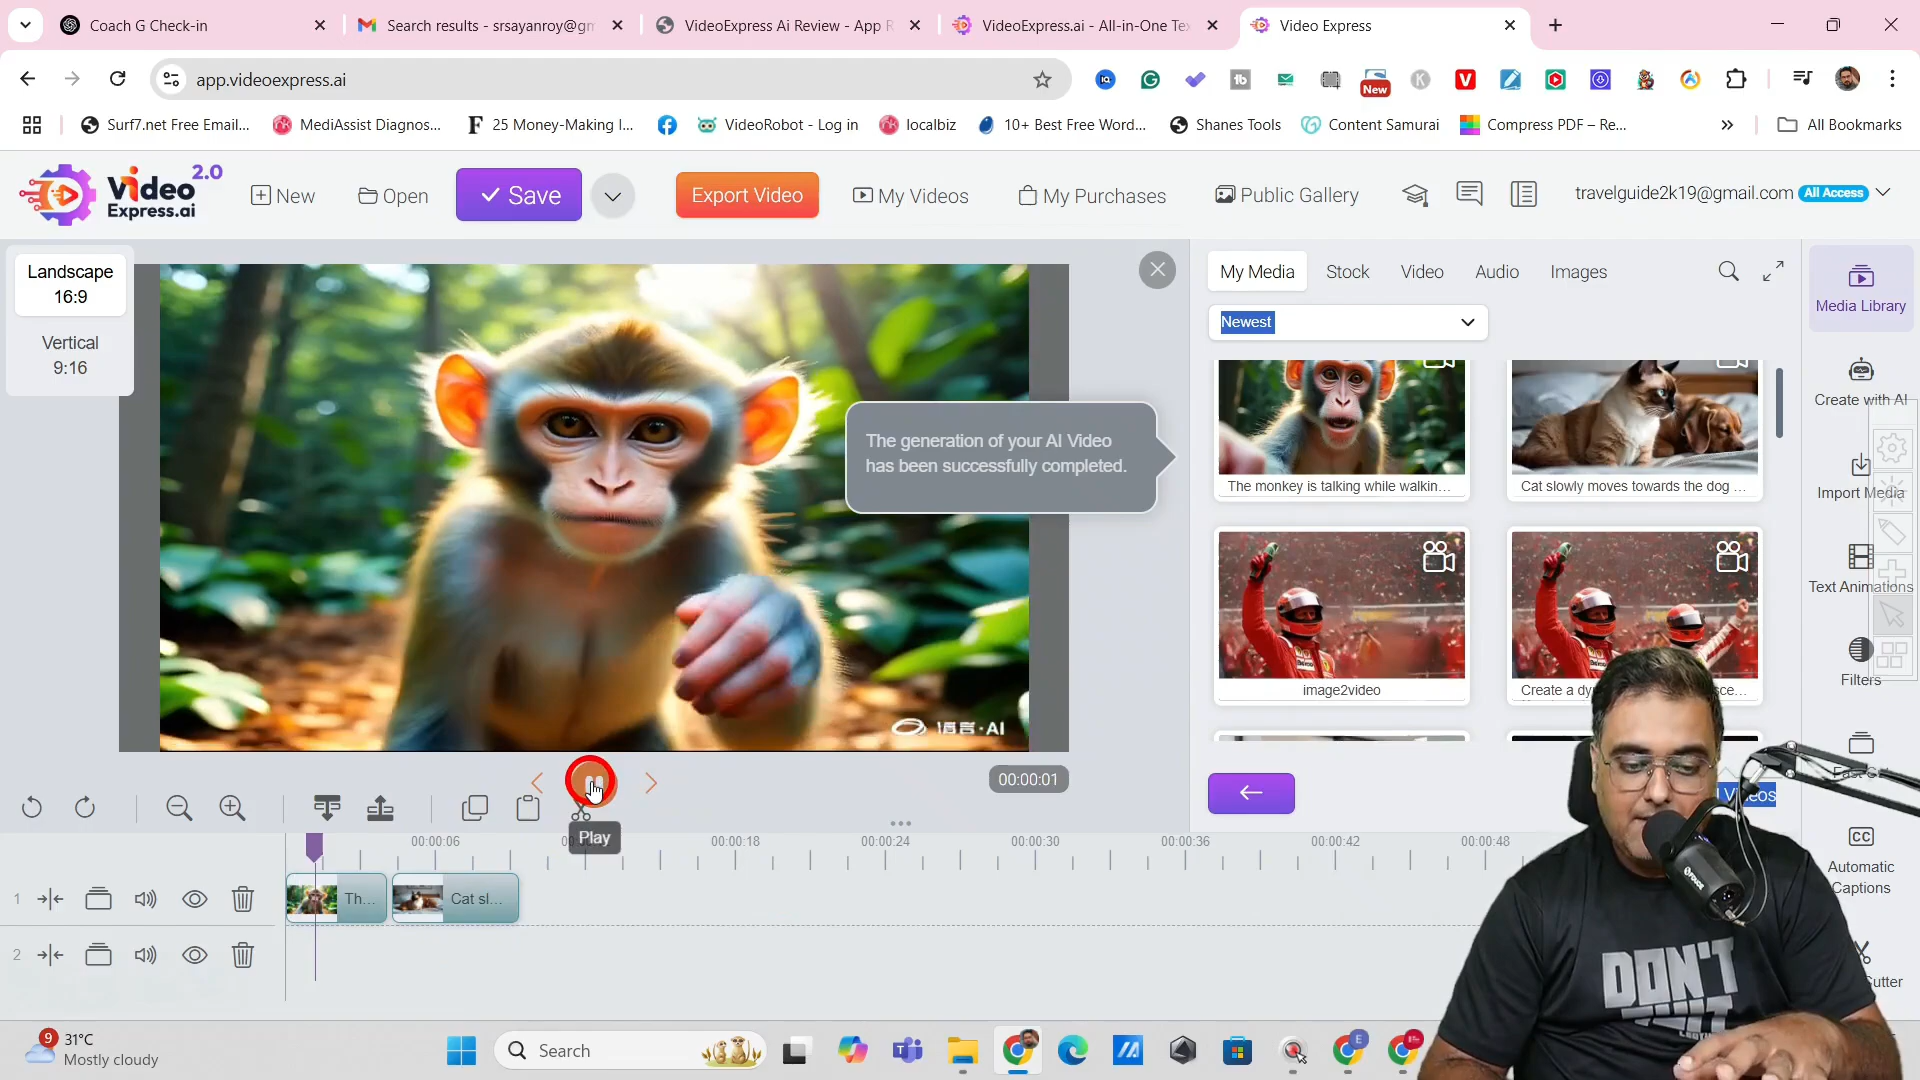 Coach G Check-in
Search results - srsayanroy@gm
VideoExpress Ai Review - App R
VideoExpress.ai - All-in-One Te
Video Express
app.videoexpress.ai
New
Surf7.net Free Email...
MediAssist Diagnos...
25 Money-Making I...
VideoRobot - Log in
localbiz
10+ Best Free Word...
Shanes Tools
Content Samurai
Compress PDF – Re...
All Bookmarks
Video
Express.ai
2.0
New
Open
Save
Export Video
My Videos
My Purchases
Public Gallery
travelguide2k19@gmail.com
All Access
Landscape
16:9
Vertical
9:16
The generation of your AI Video
has been successfully completed.
语言·AI
My Media
Stock
Video
Audio
Images
Newest
The monkey is talking while walkin...
Cat slowly moves towards the dog ...
image2video
Media Library
Create with AI
Import Media
Text Animations
Filters
Automatic
Captions
00:00:01
Play
00:00:06
00:00:18
00:00:24
00:00:30
00:00:36
00:00:42
00:00:48
1
Th...
Cat sl...
2
DON'T
9
31°C
Mostly cloudy
Search